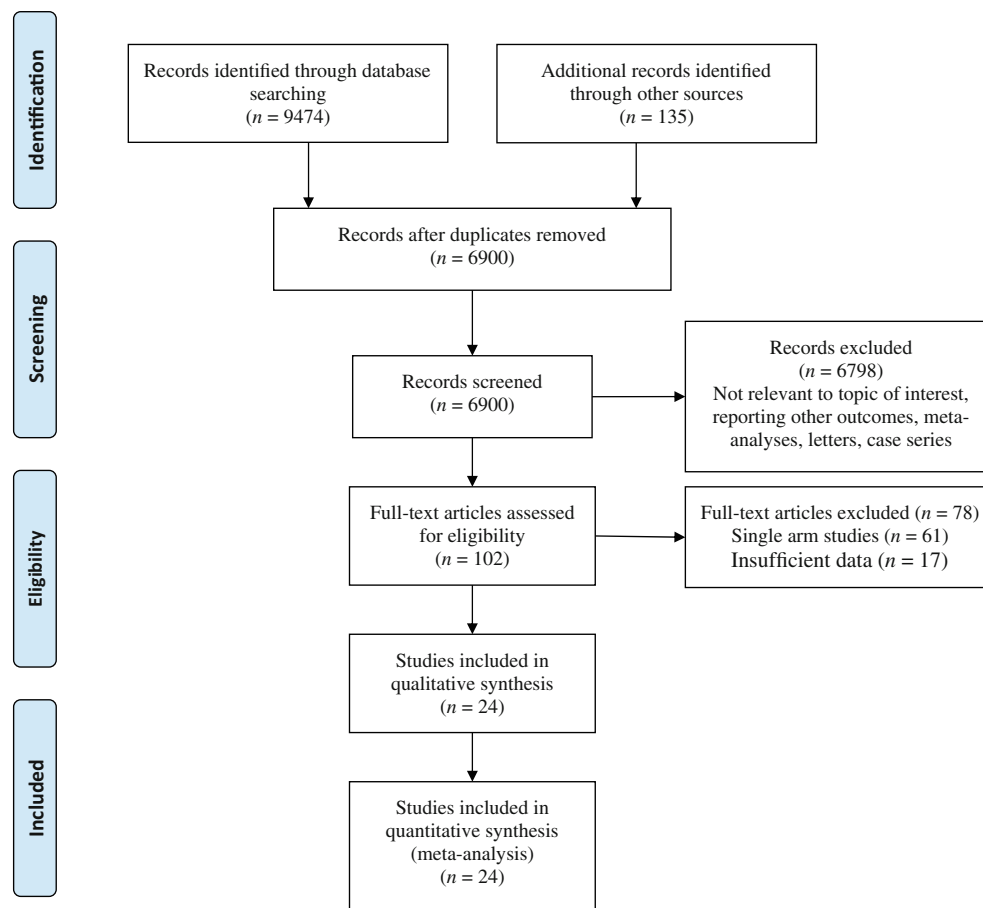 Identification
Records identified through database
searching
(n = 9474)
Additional records identified
through other sources
(n = 135)
Records after duplicates removed
(n = 6900)
Screening
Records screened
(n = 6900)
Records excluded
(n = 6798)
Not relevant to topic of interest,
reporting other outcomes, meta-
analyses, letters, case series
Eligibility
Full-text articles assessed
for eligibility
(n = 102)
Full-text articles excluded (n = 78)
Single arm studies (n = 61)
Insufficient data (n = 17)
Studies included in
qualitative synthesis
(n = 24)
Included
Studies included in
quantitative synthesis
(meta-analysis)
(n = 24)